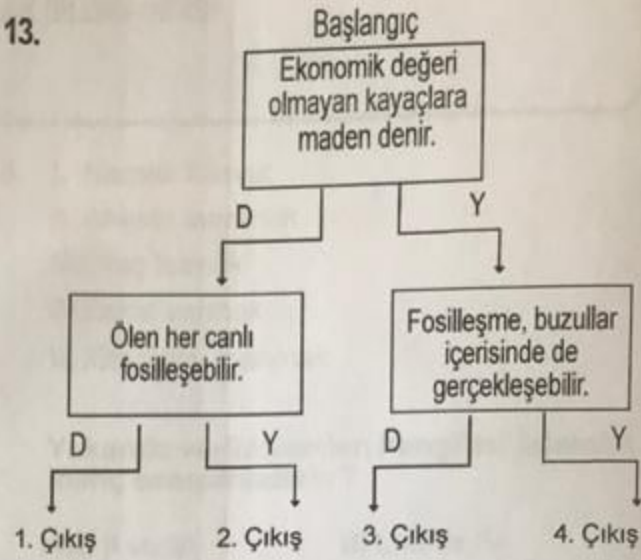 13.
Başlangıç
Ekonomik değeri
olmayan kayaçlara
maden denir.
D
Y
Ölen her canlı
fosilleşebilir.
Fosilleşme, buzullar
içerisinde de
gerçekleşebilir.
D
Y
D
Y
1. Çıkış
2. Çıkış
3. Çıkış
4. Çıkış